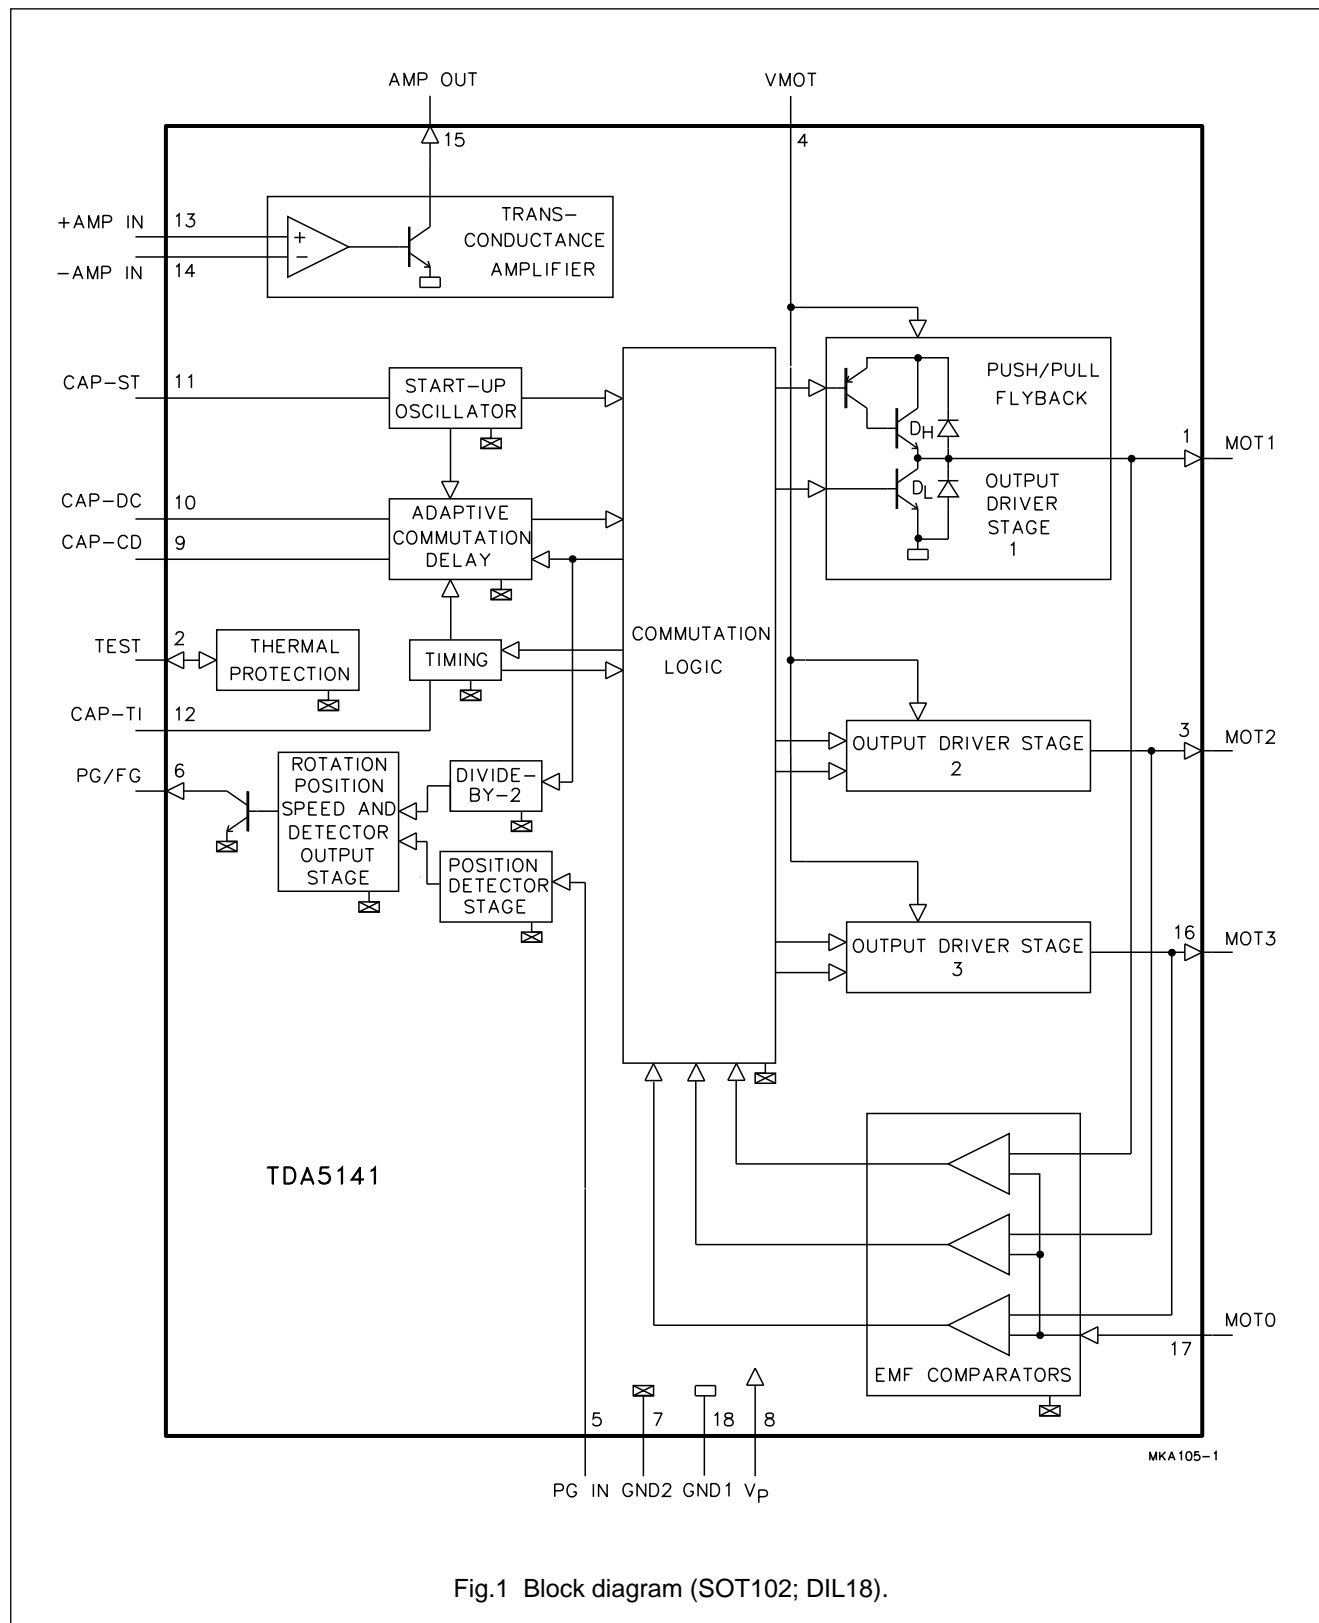 AMP OUT
VMOT
15
4
+AMP IN
13
-AMP IN
14
+
−
TRANS-
CONDUCTANCE
AMPLIFIER
CAP-ST
11
START-UP
OSCILLATOR
PUSH/PULL
FLYBACK
DH
DL
OUTPUT
DRIVER
STAGE
1
1
MOT1
CAP-DC
10
CAP-CD
9
ADAPTIVE
COMMUTATION
DELAY
TEST
2
THERMAL
PROTECTION
TIMING
COMMUTATION
LOGIC
CAP-TI
12
PG/FG
6
ROTATION
POSITION
SPEED AND
DETECTOR
OUTPUT
STAGE
DIVIDE-
BY-2
POSITION
DETECTOR
STAGE
OUTPUT DRIVER STAGE
2
3
MOT2
OUTPUT DRIVER STAGE
3
16
MOT3
TDA5141
MOT0
17
EMF COMPARATORS
5
7
18
8
PG IN
GND2
GND1
VP
MKA105-1
Fig.1 Block diagram (SOT102; DIL18).